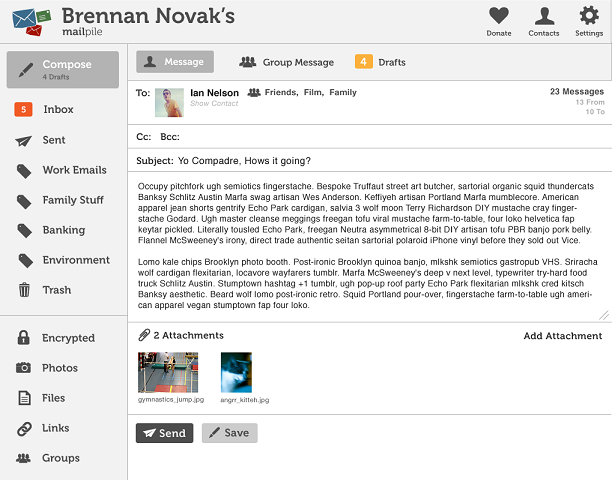 Brennan Novak's
mailpile
Donate
Contacts
Settings
Compose
4 Drafts
5 Inbox
Sent
Work Emails
Family Stuff
Banking
Environment
Trash
Encrypted
Photos
Files
Links
Groups
Message
Group Message
4 Drafts
To: Ian Nelson
Show Contact
Friends, Film, Family
23 Messages
13 From
10 To
Cc: Bcc:
Subject: Yo Compadre, Hows it going?
Occupy pitchfork ugh semiotics fingerstache. Bespoke Truffaut street art butcher, sartorial organic squid thundercats
Banksy Schlitz Austin Marfa swag artisan Wes Anderson. Keffiyeh artisan Portland Marfa mumblecore. American
apparel jean shorts gentrify Echo Park cardigan, salvia 3 wolf moon Terry Richardson DIY mustache cray finger-
stache Godard. Ugh master cleanse meggings freegan tofu viral mustache farm-to-table, four loko helvetica fap
keytar pickled. Literally tousled Echo Park, freegan Neutra asymmetrical 8-bit DIY artisan tofu PBR banjo pork belly.
Flannel McSweeney's irony, direct trade authentic seitan sartorial polaroid iPhone vinyl before they sold out Vice.
Lomo kale chips Brooklyn photo booth. Post-ironic Brooklyn quinoa banjo, mlkshk semiotics gastropub VHS. Sriracha
wolf cardigan flexitarian, locavore wayfarers tumblr. Marfa McSweeney's deep v next level, typewriter try-hard food
truck Schlitz Austin. Stumptown hashtag +1 tumblr, ugh pop-up roof party Echo Park flexitarian mlkshk cred kitsch
Banksy aesthetic. Beard wolf lomo post-ironic retro. Squid Portland pour-over, fingerstache farm-to-table ugh ameri-
can apparel vegan stumptown fap four loko.
2 Attachments
Add Attachment
gymnastics_jump.jpg
angrr_kitteh.jpg
Send
Save